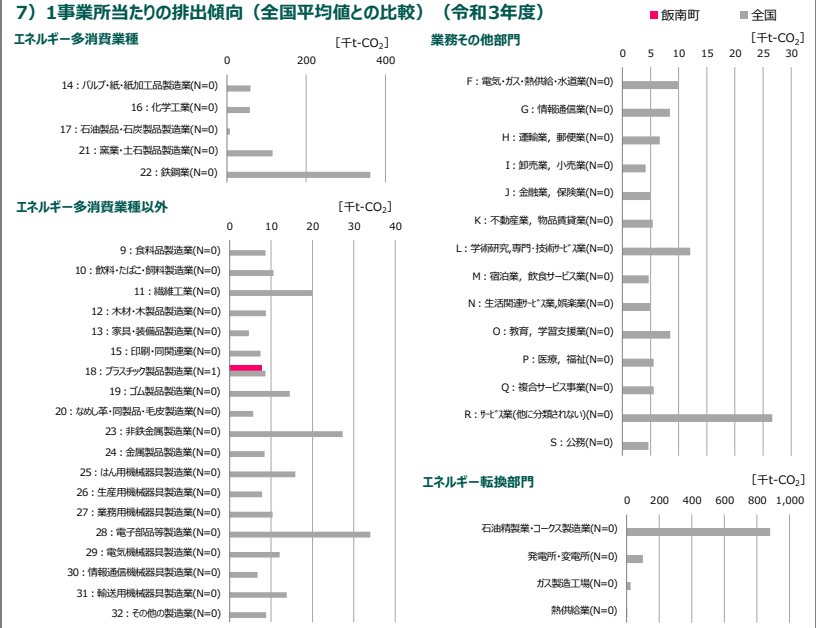 7）1事業所当たりの排出傾向（全国平均値との比較）（令和3年度）
飯南町
全国
エネルギー多消費業種
［千t-CO₂］
0 200 400
14：パルプ・紙・紙加工品製造業(N=0)
16：化学工業(N=0)
17：石油製品・石炭製品製造業(N=0)
21：窯業・土石製品製造業(N=0)
22：鉄鋼業(N=0)
エネルギー多消費業種以外
［千t-CO₂］
0 10 20 30 40
9：食料品製造業(N=0)
10：飲料・たばこ・飼料製造業(N=0)
11：繊維工業(N=0)
12：木材・木製品製造業(N=0)
13：家具・装備品製造業(N=0)
15：印刷・同関連業(N=0)
18：プラスチック製品製造業(N=1)
19：ゴム製品製造業(N=0)
20：なめし革・同製品・毛皮製造業(N=0)
23：非鉄金属製造業(N=0)
24：金属製品製造業(N=0)
25：はん用機械器具製造業(N=0)
26：生産用機械器具製造業(N=0)
27：業務用機械器具製造業(N=0)
28：電子部品等製造業(N=0)
29：電気機械器具製造業(N=0)
30：情報通信機械器具製造業(N=0)
31：輸送用機械器具製造業(N=0)
32：その他の製造業(N=0)
業務その他部門
［千t-CO₂］
0 5 10 15 20 25 30
F：電気・ガス・熱供給・水道業(N=0)
G：情報通信業(N=0)
H：運輸業，郵便業(N=0)
I：卸売業，小売業(N=0)
J：金融業，保険業(N=0)
K：不動産業，物品賃貸業(N=0)
L：学術研究,専門・技術サービス業(N=0)
M：宿泊業，飲食サービス業(N=0)
N：生活関連サービス業,娯楽業(N=0)
O：教育，学習支援業(N=0)
P：医療，福祉(N=0)
Q：複合サービス事業(N=0)
R：サービス業(他に分類されない)(N=0)
S：公務(N=0)
エネルギー転換部門
［千t-CO₂］
0 200 400 600 800 1,000
石油精製業・コークス製造業(N=0)
発電所・変電所(N=0)
ガス製造工場(N=0)
熱供給業(N=0)